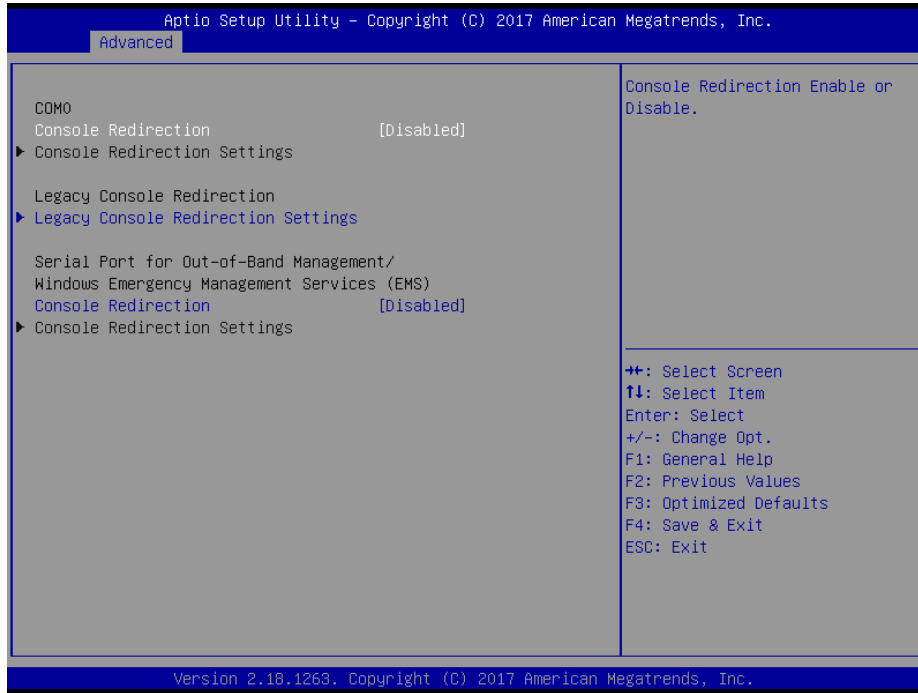 Aptio Setup Utility – Copyright (C) 2017 American Megatrends, Inc.
Advanced
Console Redirection Enable or
Disable.
COM0
Console Redirection [Disabled]
▶ Console Redirection Settings
Legacy Console Redirection
▶ Legacy Console Redirection Settings
Serial Port for Out-of-Band Management/
Windows Emergency Management Services (EMS)
Console Redirection [Disabled]
▶ Console Redirection Settings
→←: Select Screen
↑↓: Select Item
Enter: Select
+/-: Change Opt.
F1: General Help
F2: Previous Values
F3: Optimized Defaults
F4: Save & Exit
ESC: Exit
Version 2.18.1263. Copyright (C) 2017 American Megatrends, Inc.